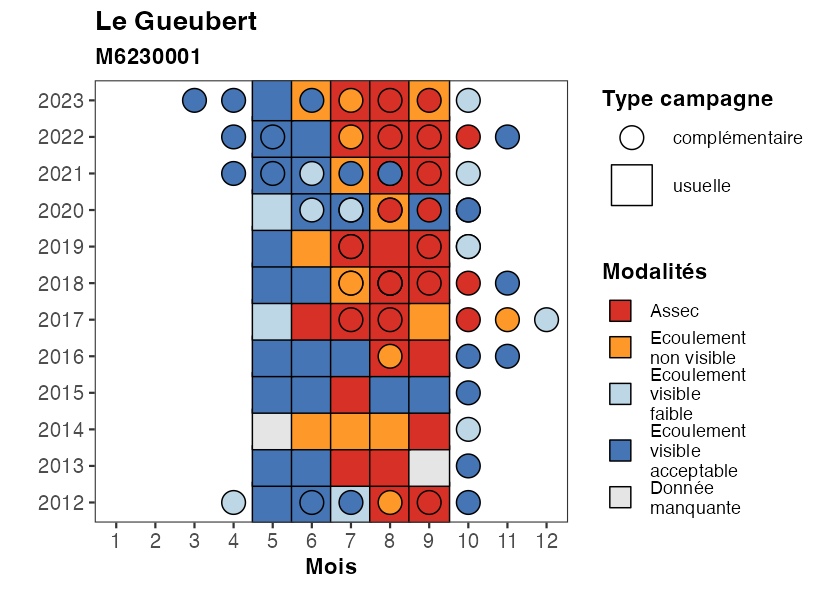 Le Gueubert
M6230001
2023
2022
2021
2020
2019
2018
2017
2016
2015
2014
2013
2012
1 2 3 4 5 6 7 8 9 10 11 12
Mois
Type campagne
complémentaire
usuelle
Modalités
Assec
Ecoulement
non visible
Ecoulement
visible
faible
Ecoulement
visible
acceptable
Donnée
manquante